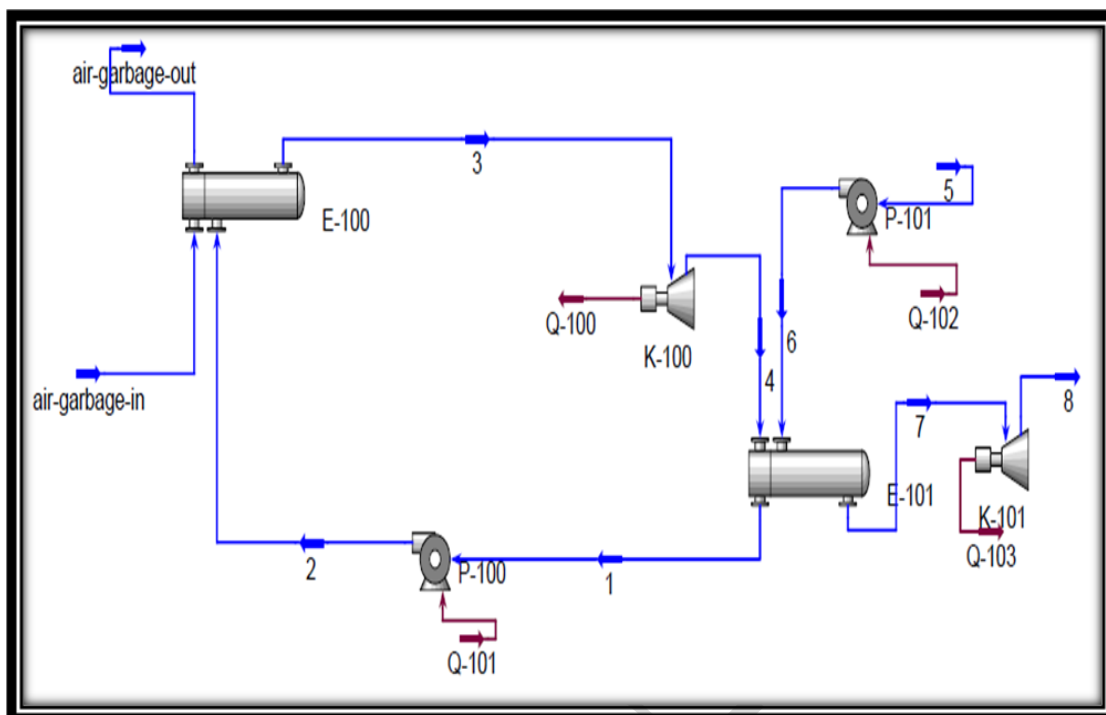 air-garbage-out
3
5
E-100
P-101
Q-100
K-100
6
Q-102
4
air-garbage-in
7
8
E-101
K-101
Q-103
2
P-100
1
Q-101